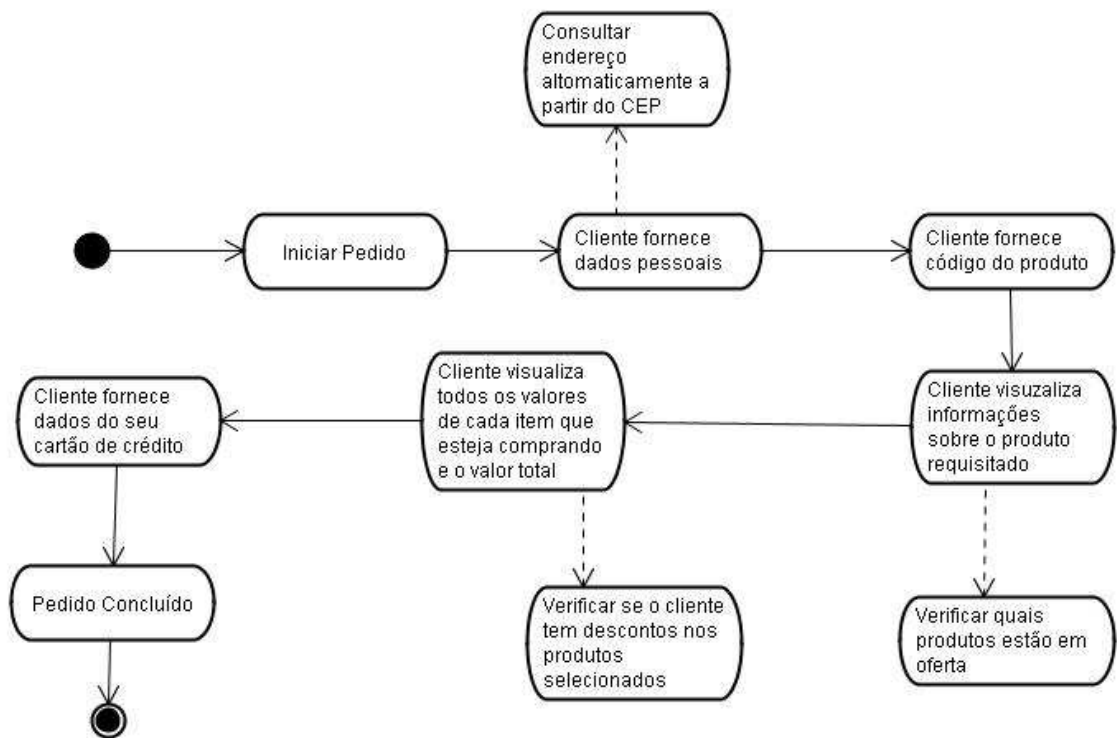 Consultar
endereço
altomaticamente a
partir do CEP
Iniciar Pedido
Cliente fornece
dados pessoais
Cliente fornece
código do produto
Cliente fornece
dados do seu
cartão de crédito
Cliente visualiza
todos os valores
de cada item que
esteja comprando
e o valor total
Cliente visuzaliza
informações
sobre o produto
requisitado
Pedido Concluído
Verificar se o cliente
tem descontos nos
produtos
selecionados
Verificar quais
produtos estão em
oferta